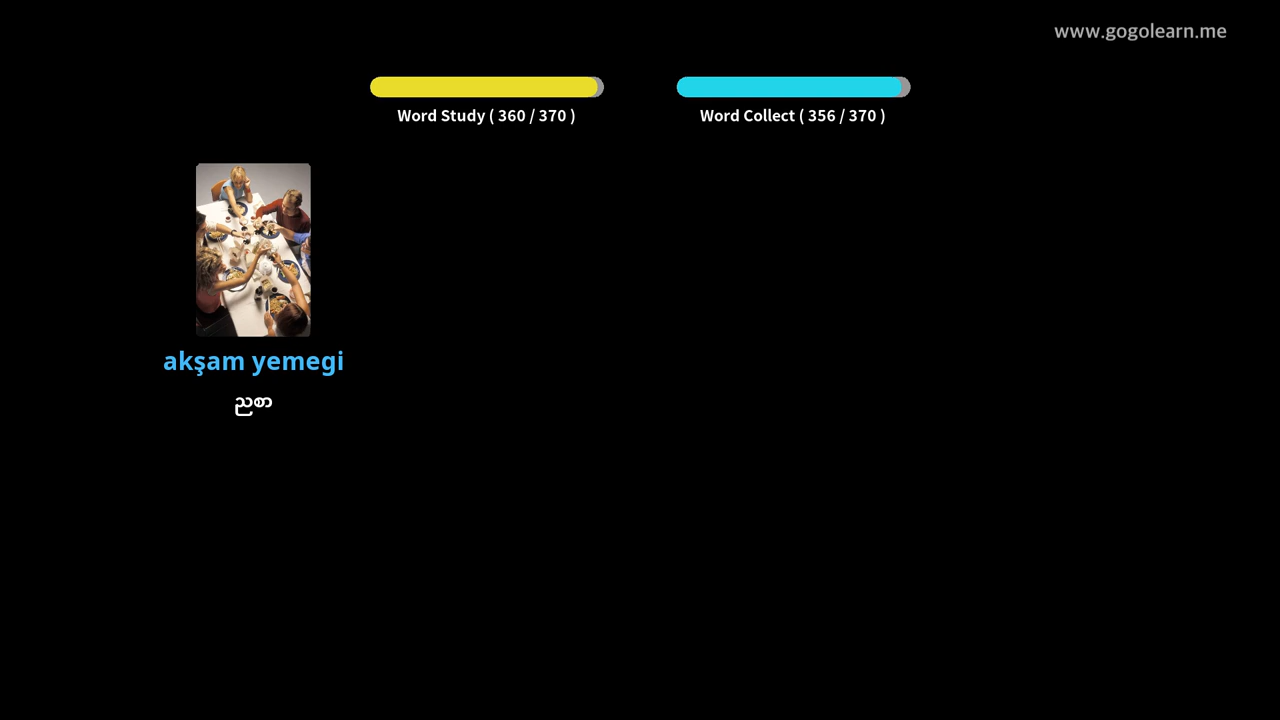 www.gogolearn.me
Word Study ( 360 / 370 )
Word Collect ( 356 / 370 )
akşam yemegi
ညစာ